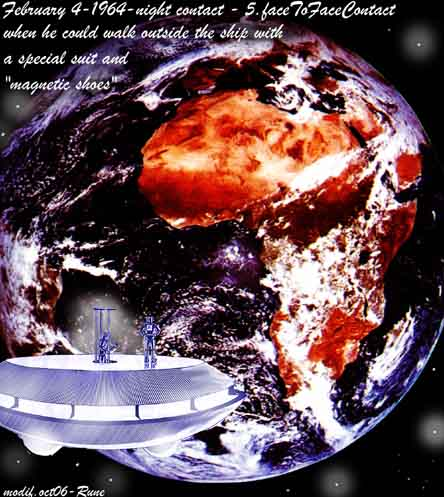 February 4-1964-night contact - 5.faceToFaceContact
when he could walk outside the ship with
a special suit and
"magnetic shoes"
modif.oct06-Rune